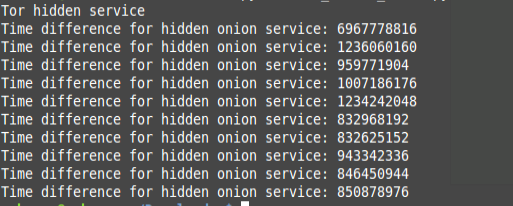 Tor hidden service
Time difference for hidden onion service: 6967778816
Time difference for hidden onion service: 1236060160
Time difference for hidden onion service: 959771904
Time difference for hidden onion service: 1007186176
Time difference for hidden onion service: 1234242048
Time difference for hidden onion service: 832968192
Time difference for hidden onion service: 832625152
Time difference for hidden onion service: 943342336
Time difference for hidden onion service: 846450944
Time difference for hidden onion service: 850878976